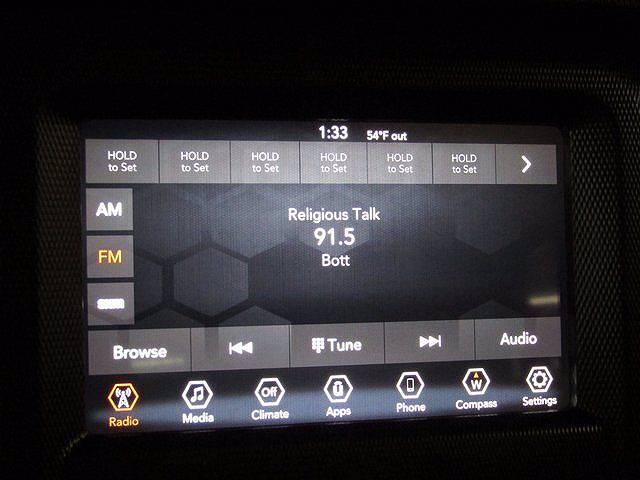 1:33 54°F out
HOLD HOLD HOLD HOLD HOLD HOLD
to Set to Set to Set to Set to Set to Set
AM
Religious Talk
91.5
FM
Bott
Browse Tune Audio
Off W
Radio Media Climate Apps Phone Compass Settings